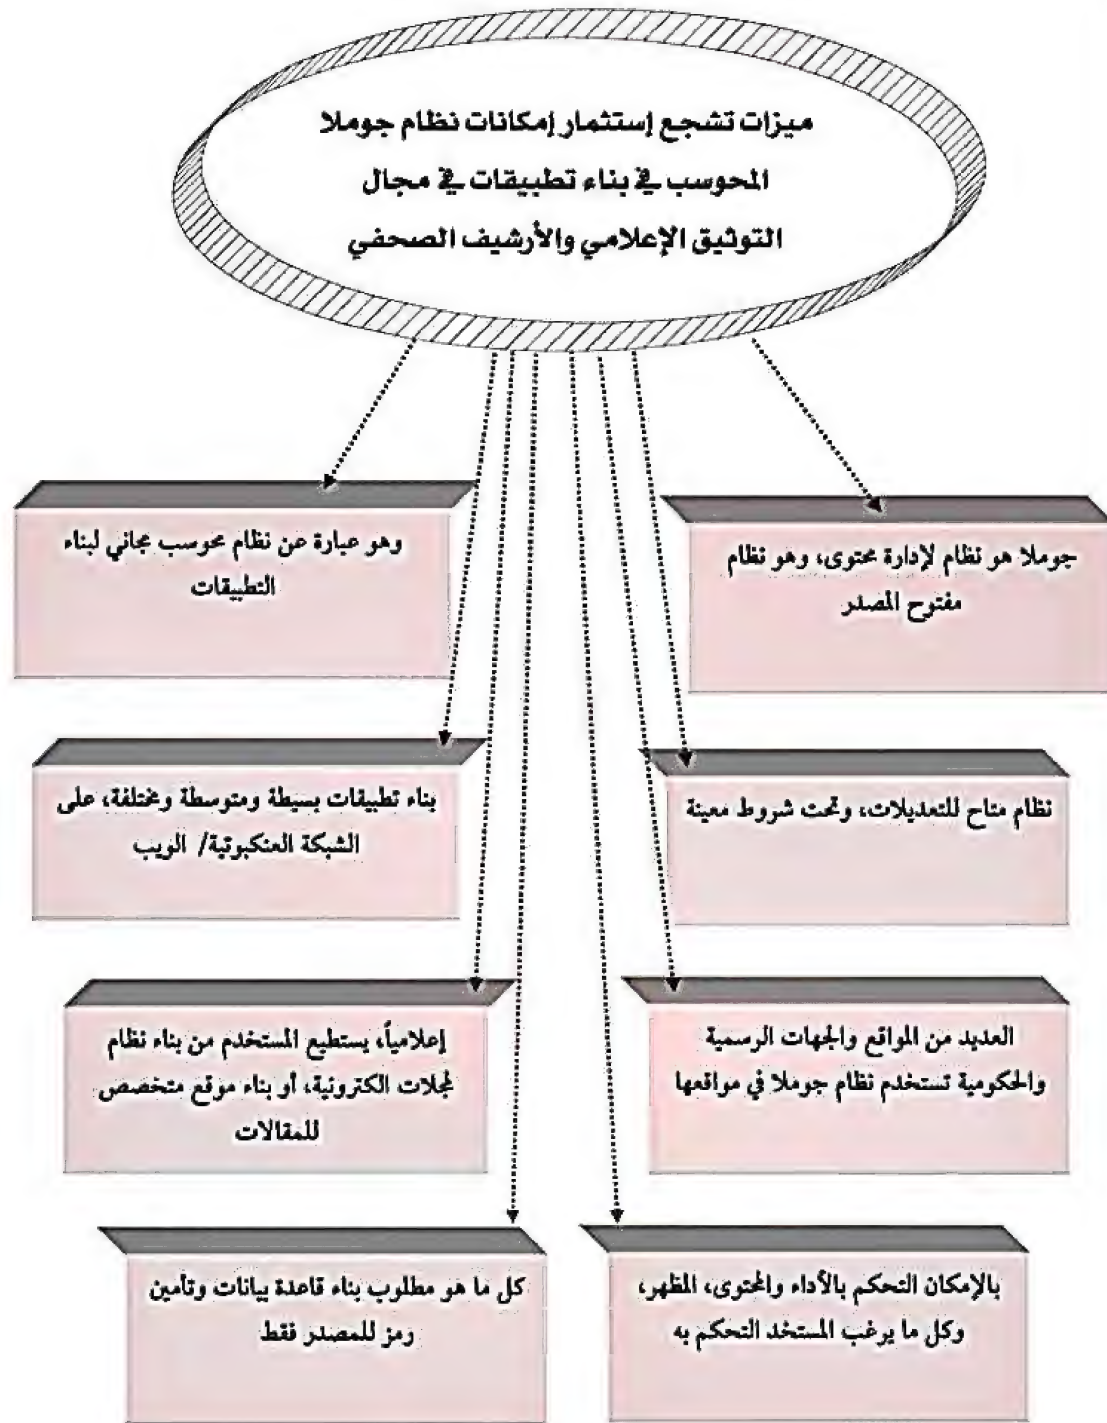 ميزات تشجع إستثمار إمكانات نظام جوملا
المحوسب في بناء تطبيقات في مجال
التوثيق الإعلامي والأرشيف الصحفي
جوملا هو نظام لإدارة محتوى، وهو نظام
مفتوح المصدر
وهو عبارة عن نظام محوسب مجاني لبناء
التطبيقات
نظام متاح للتعديلات، وتحت شروط معينة
بناء تطبيقات بسيطة ومتوسطة ومختلفة، على
الشبكة العنكبوتية/ الويب
العديد من المواقع والجهات الرسمية
والحكومية تستخدم نظام جوملا في مواقعها
إعلامياً، يستطيع المستخدم من بناء نظام
لمجلات الكترونية، أو بناء موقع متخصص
للمقالات
بالإمكان التحكم بالأداء والمحتوى، المظهر،
وكل ما يرغب المستخد التحكم به
كل ما هو مطلوب بناء قاعدة بيانات وتأمين
رمز للمصدر فقط